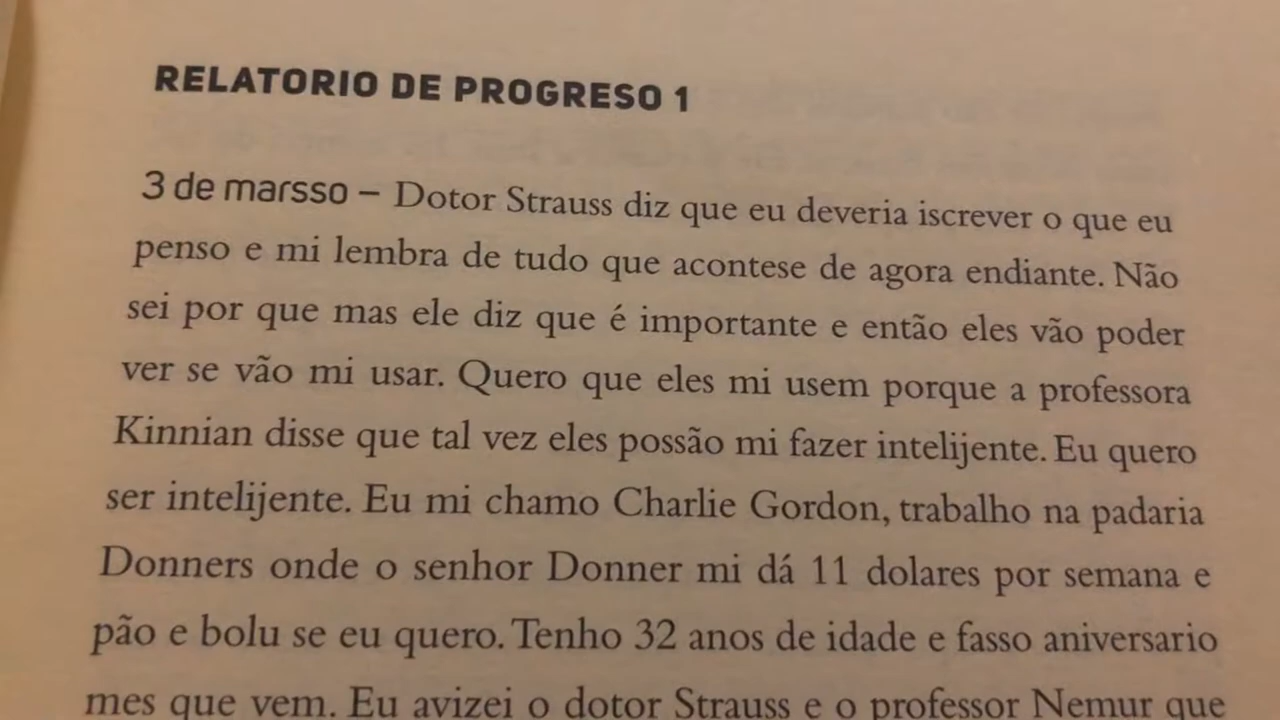 RELATORIO DE PROGRESO 1
3 de marsso – Dotor Strauss diz que eu deveria iscrever o que eu
penso e mi lembra de tudo que acontese de agora endiante. Não
sei por que mas ele diz que é importante e então eles vão poder
ver se vão mi usar. Quero que eles mi usem porque a professora
Kinnian disse que tal vez eles possão mi fazer intelijente. Eu quero
ser intelijente. Eu mi chamo Charlie Gordon, trabalho na padaria
Donners onde o senhor Donner mi dá 11 dolares por semana e
pão e bolu se eu quero. Tenho 32 anos de idade e fasso aniversario
mes que vem. Eu avizei o dotor Strauss e o professor Nemur que